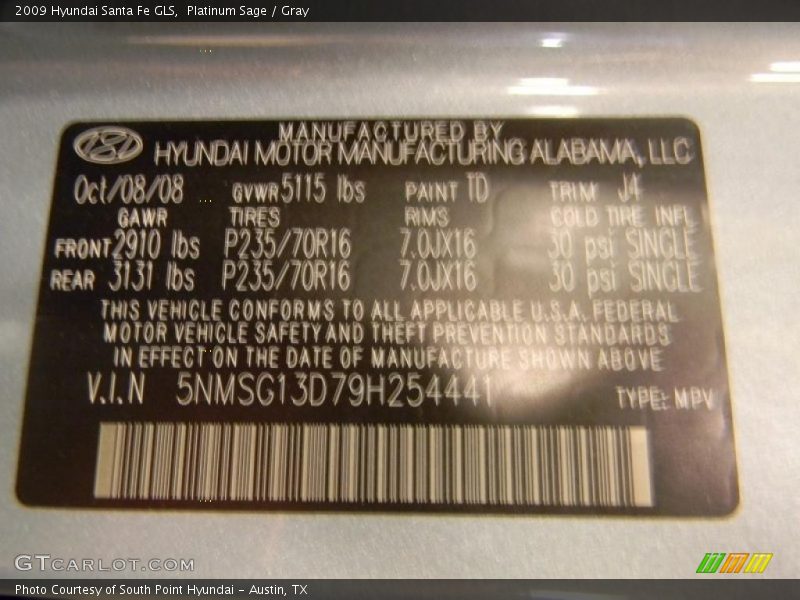 2009 Hyundai Santa Fe GLS,  Platinum Sage / Gray
MANUFACTURED BY
HYUNDAI MOTOR MANUFACTURING ALABAMA, LLC
Oct/08/08 GVWR 5115 lbs PAINT TD TRIM J4
GAWR TIRES RIMS COLD TIRE INFL
FRONT 2910 lbs P235/70R16 7.0JX16 30 psi SINGLE
REAR 3131 lbs P235/70R16 7.0JX16 30 psi SINGLE
THIS VEHICLE CONFORMS TO ALL APPLICABLE U.S.A. FEDERAL
MOTOR VEHICLE SAFETY AND THEFT PREVENTION STANDARDS
IN EFFECT ON THE DATE OF MANUFACTURE SHOWN ABOVE
V.I.N 5NMSG13D79H254441 TYPE: MPV
GTCARLOT.COM
Photo Courtesy of South Point Hyundai - Austin, TX